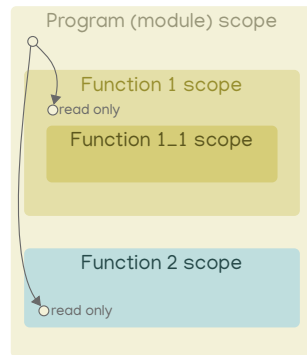 Program (module) scope
Function 1 scope
read only
Function 1_1 scope
Function 2 scope
read only